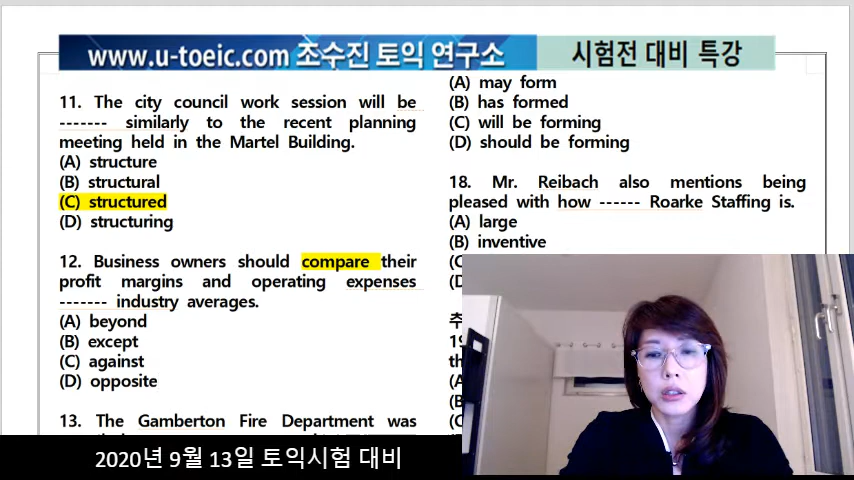 www.u-toeic.com 조수진 토익 연구소
시험전 대비 특강
11. The city council work session will be
------- similarly to the recent planning
meeting held in the Martel Building.
(A) structure
(B) structural
(C) structured
(D) structuring
12. Business owners should compare their
profit margins and operating expenses
------- industry averages.
(A) beyond
(B) except
(C) against
(D) opposite
13. The Gamberton Fire Department was
(A) may form
(B) has formed
(C) will be forming
(D) should be forming
18. Mr. Reibach also mentions being
pleased with how ------ Roarke Staffing is.
(A) large
(B) inventive
2020년 9월 13일 토익시험 대비